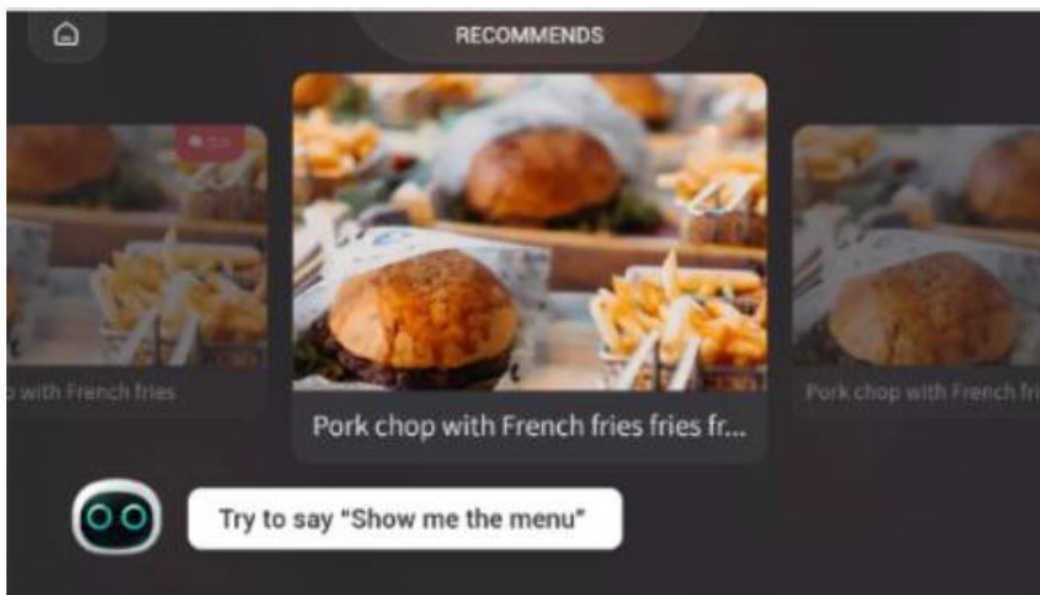 RECOMMENDS
with French fries
Pork chop with French fries fries fr...
Pork chop with French fri
Try to say “Show me the menu”